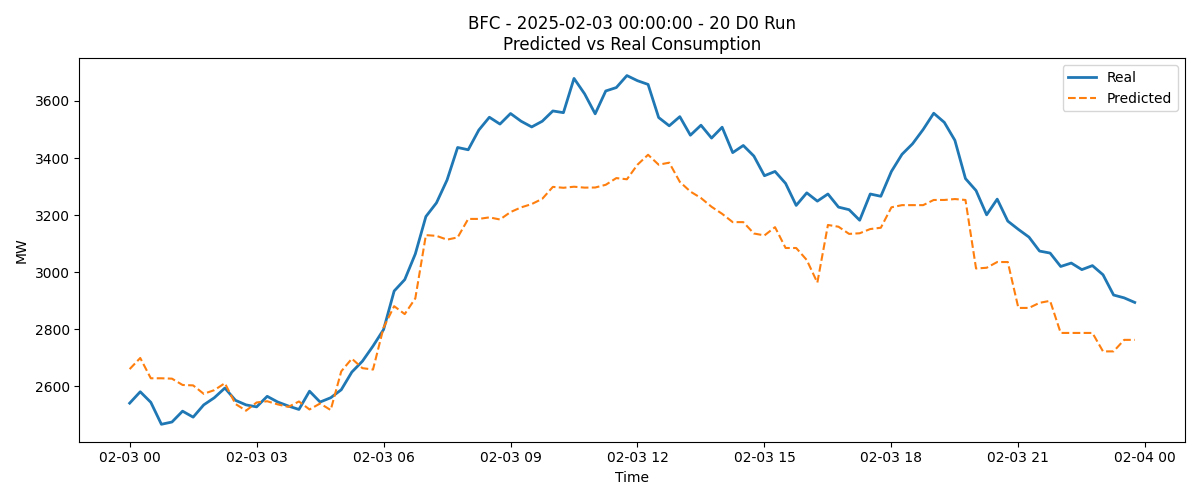 BFC - 2025-02-03 00:00:00 - 20 D0 Run
Predicted vs Real Consumption
Real
Predicted
MW
3600
3400
3200
3000
2800
2600
02-03 00
02-03 03
02-03 06
02-03 09
02-03 12
02-03 15
02-03 18
02-03 21
02-04 00
Time